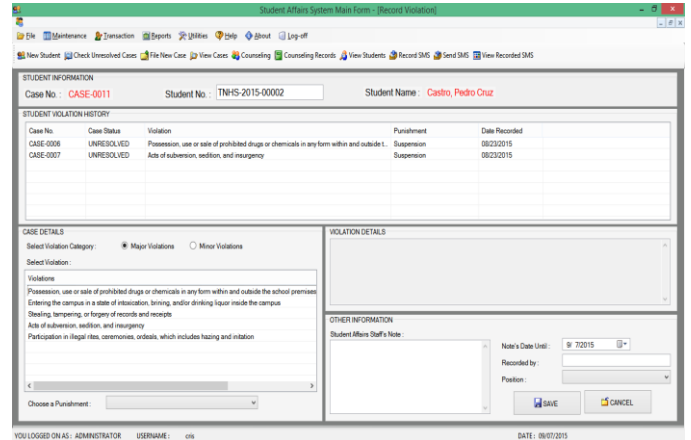 Student Affairs System Main Form - [Record Violation]
File Maintenance Transaction Reports Utilities Help About Log-off
New Student Check Unresolved Cases File New Case View Cases Counseling Counseling Records View Students Record SMS Send SMS View Recorded SMS
STUDENT INFORMATION
Case No. : CASE-0011 Student No. : TNHS-2015-00002 Student Name : Castro, Pedro Cruz
STUDENT VIOLATION HISTORY
Case No. Case Status Violation Punishment Date Recorded
CASE-0006 UNRESOLVED Possession, use or sale of prohibited drugs or chemicals in any form within and outside t... Suspension 08/23/2015
CASE-0007 UNRESOLVED Acts of subversion, sedition, and insurgency Suspension 08/23/2015
CASE DETAILS
Select Violation Category : Major Violations Minor Violations
Select Violation :
Violations
Possession, use or sale of prohibited drugs or chemicals in any form within and outside the school premises
Entering the campus in a state of intoxication, brining, and/or drinking liquor inside the campus
Stealing, tampering, or forgery of records and receipts
Acts of subversion, sedition, and insurgency
Participation in illegal rites, ceremonies, ordeals, which includes hazing and initation
Choose a Punishment :
VIOLATION DETAILS
OTHER INFORMATION
Student Affairs Staff's Note :
Note's Date Until : 9/ 7/2015
Recorded by :
Position :
SAVE CANCEL
YOU LOGGED ON AS : ADMINISTRATOR USERNAME : cris DATE : 09/07/2015